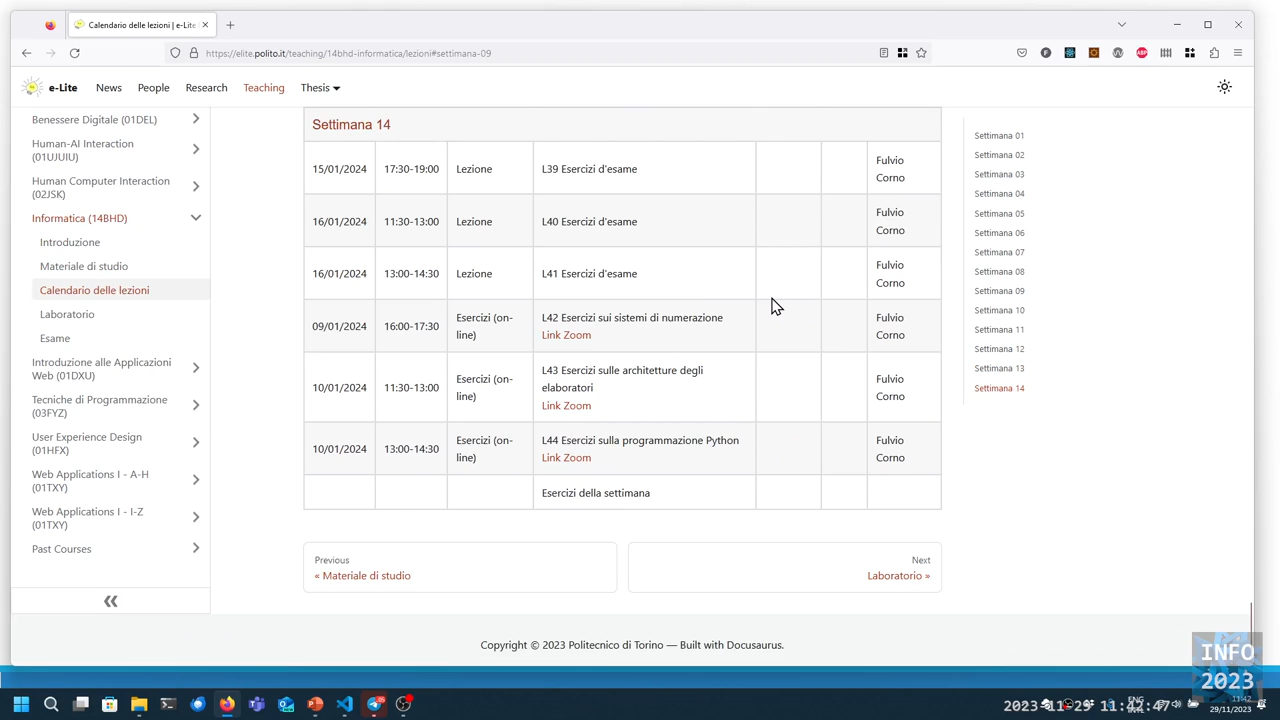 Calendario delle lezioni | e-Lite
https://elite.polito.it/teaching/14bhd-informatica/lezioni#settimana-09
e-Lite
News
People
Research
Teaching
Thesis
Benessere Digitale (01DEL)
Human-AI Interaction
(01UJUIU)
Human Computer Interaction
(02JSK)
Informatica (14BHD)
Introduzione
Materiale di studio
Calendario delle lezioni
Laboratorio
Esame
Introduzione alle Applicazioni
Web (01DXU)
Tecniche di Programmazione
(03FYZ)
User Experience Design
(01HFX)
Web Applications I - A-H
(01TXY)
Web Applications I - I-Z
(01TXY)
Past Courses
Settimana 14
15/01/2024 17:30-19:00 Lezione L39 Esercizi d'esame Fulvio
Corno
16/01/2024 11:30-13:00 Lezione L40 Esercizi d'esame Fulvio
Corno
16/01/2024 13:00-14:30 Lezione L41 Esercizi d'esame Fulvio
Corno
09/01/2024 16:00-17:30 Esercizi (on-
line) L42 Esercizi sui sistemi di numerazione
Link Zoom Fulvio
Corno
10/01/2024 11:30-13:00 Esercizi (on-
line) L43 Esercizi sulle architetture degli
elaboratori
Link Zoom Fulvio
Corno
10/01/2024 13:00-14:30 Esercizi (on-
line) L44 Esercizi sulla programmazione Python
Link Zoom Fulvio
Corno
Esercizi della settimana
Previous
« Materiale di studio
Next
Laboratorio »
Settimana 01
Settimana 02
Settimana 03
Settimana 04
Settimana 05
Settimana 06
Settimana 07
Settimana 08
Settimana 09
Settimana 10
Settimana 11
Settimana 12
Settimana 13
Settimana 14
Copyright © 2023 Politecnico di Torino — Built with Docusaurus.
INFO
2023
2023-11-29 11:42:47
ENG
11:42
29/11/2023